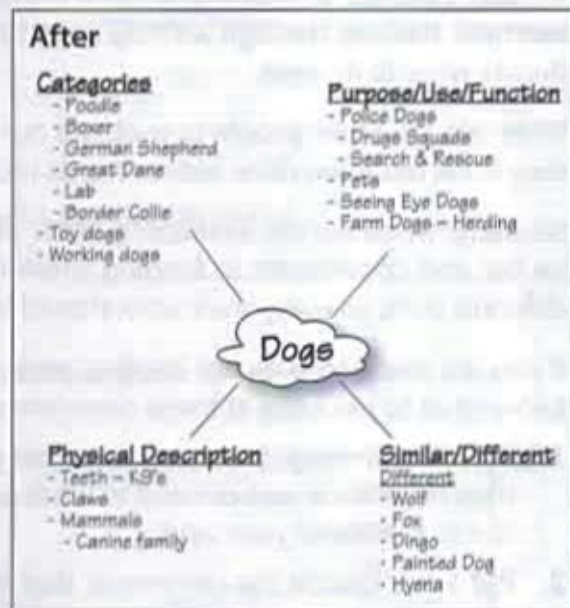 After
Categories
- Poodle
- Boxer
- German Shepherd
- Great Dane
- Lab
- Border Collie
- Toy dogs
- Working dogs
Purpose/Use/Function
- Police Dogs
- Drugs Squads
- Search & Rescue
- Pets
- Seeing Eye Dogs
- Farm Dogs – Herding
Dogs
Physical Description
- Teeth – K9's
- Claws
- Mammals
- Canine family
Similar/Different
Different
- Wolf
- Fox
- Dingo
- Painted Dog
- Hyena